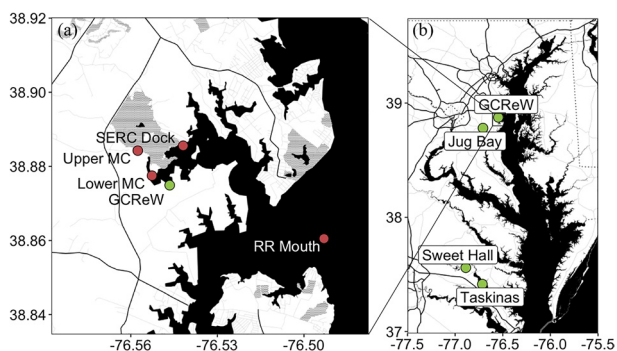 (a)
38.92
38.90
38.88
38.86
38.84
SERC Dock
Upper MC
Lower MC
GCReW
RR Mouth
-76.56
-76.53
-76.50
(b)
39
38
37
GCReW
Jug Bay
Sweet Hall
Taskinas
-77.5
-77.0
-76.5
-76.0
-75.5